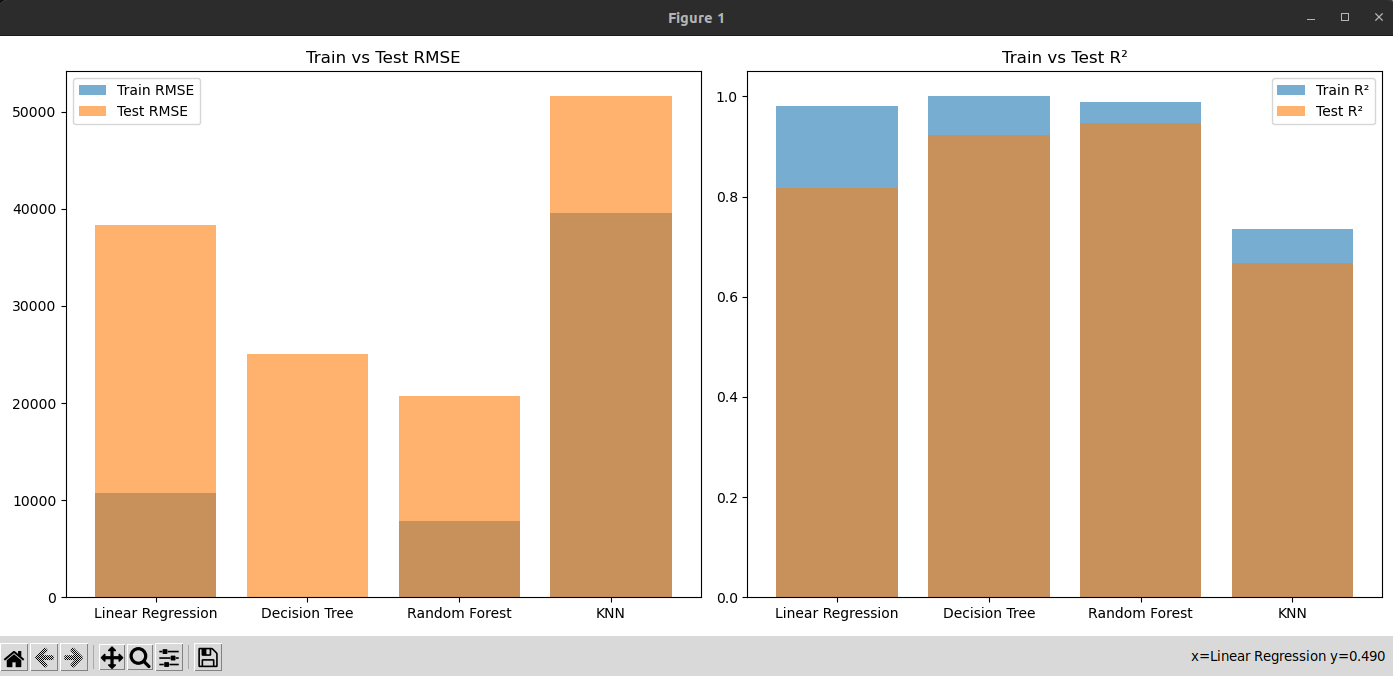 Figure 1
Train vs Test RMSE
Train RMSE
Test RMSE
50000
40000
30000
20000
10000
0
Linear Regression
Decision Tree
Random Forest
KNN
Train vs Test R²
Train R²
Test R²
1.0
0.8
0.6
0.4
0.2
0.0
Linear Regression
Decision Tree
Random Forest
KNN
x=Linear Regression y=0.490